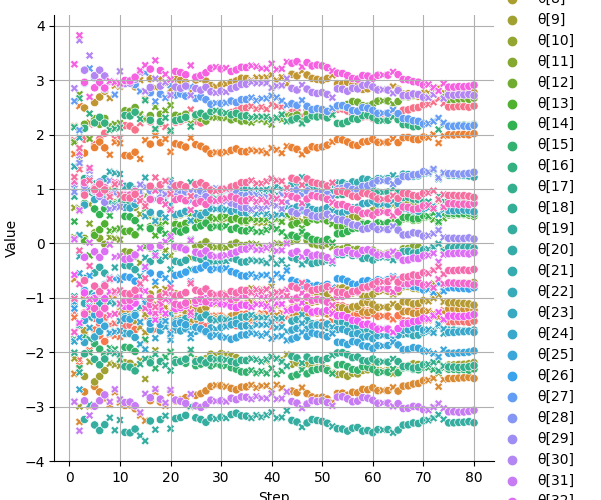 4
3
2
1
0
−1
−2
−3
−4
Value
0
10
20
30
40
50
60
70
80
Step
θ[8]
θ[9]
θ[10]
θ[11]
θ[12]
θ[13]
θ[14]
θ[15]
θ[16]
θ[17]
θ[18]
θ[19]
θ[20]
θ[21]
θ[22]
θ[23]
θ[24]
θ[25]
θ[26]
θ[27]
θ[28]
θ[29]
θ[30]
θ[31]
θ[32]